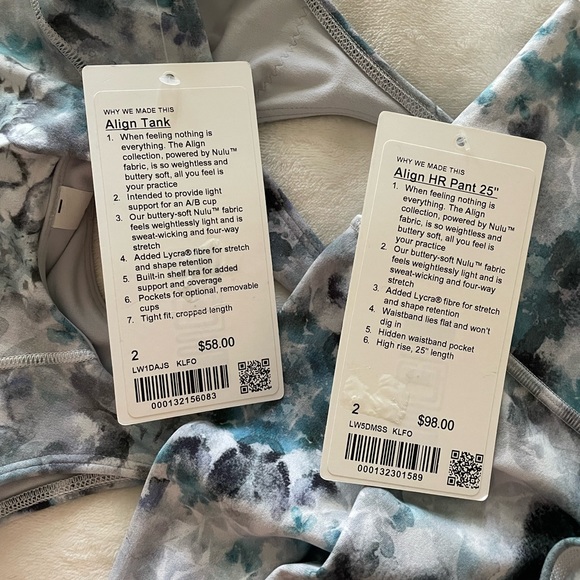 WHY WE MADE THIS
Align Tank
1. When feeling nothing is
everything. The Align
collection, powered by Nulu™
fabric, is so weightless and
buttery soft, all you feel is
your practice
2. Intended to provide light
support for an A/B cup
3. Our buttery-soft Nulu™ fabric
feels weightlessly light and is
sweat-wicking and four-way
stretch
4. Added Lycra® fibre for stretch
and shape retention
5. Built-in shelf bra for added
support and coverage
6. Pockets for optional, removable
cups
7. Tight fit, cropped length
2 $58.00
LW1DAJS KLFO
000132156083
WHY WE MADE THIS
Align HR Pant 25"
1. When feeling nothing is
everything. The Align
collection, powered by Nulu™
fabric, is so weightless and
buttery soft, all you feel is
your practice
2. Our buttery-soft Nulu™ fabric
feels weightlessly light and is
sweat-wicking and four-way
stretch
3. Added Lycra® fibre for stretch
and shape retention
4. Waistband lies flat and won't
dig in
5. Hidden waistband pocket
6. High rise, 25" length
2 $98.00
LW5DMSS KLFO
000132301589